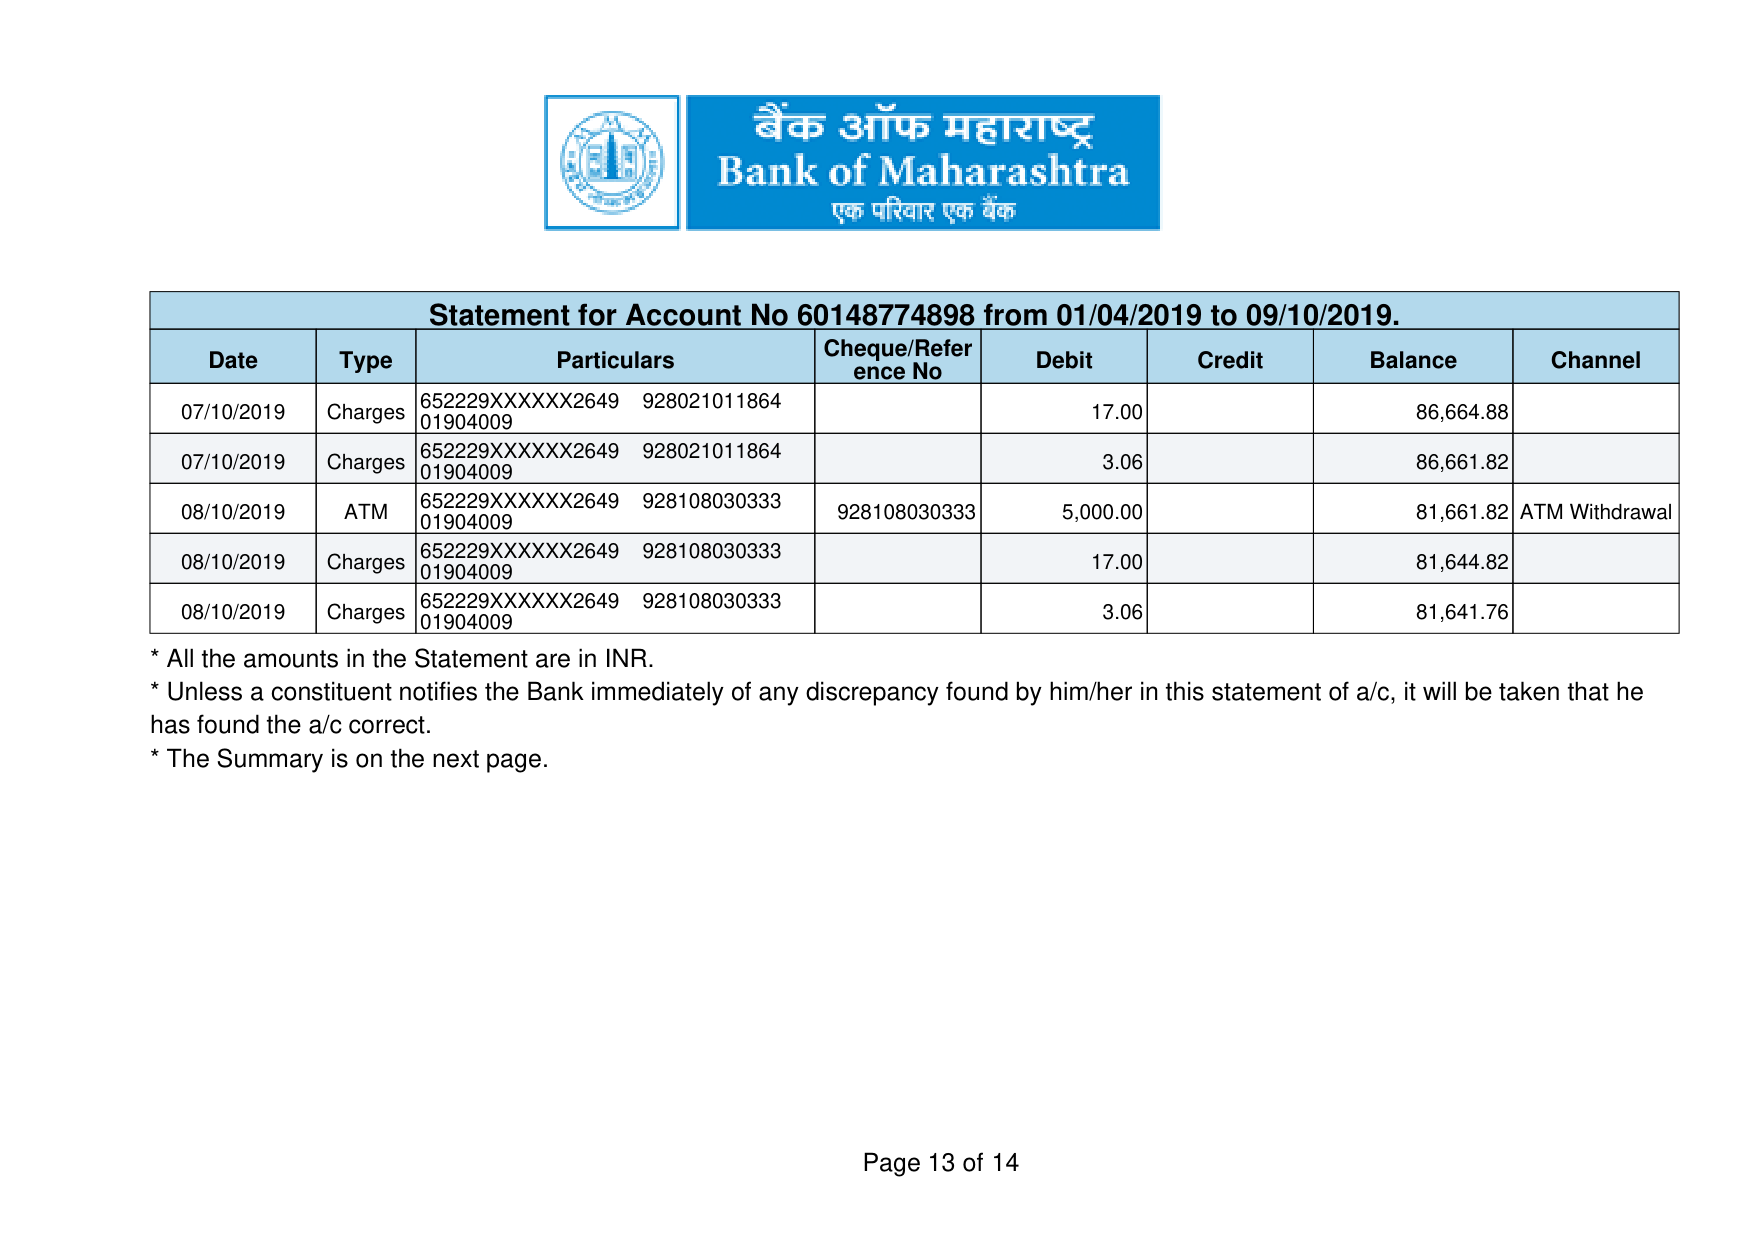 बैंक ऑफ महाराष्ट्र
Bank of Maharashtra
एक परिवार एक बैंक
Statement for Account No 60148774898 from 01/04/2019 to 09/10/2019.
Date Type Particulars Cheque/Refer Debit Credit Balance Channel
ence No
07/10/2019 Charges 652229XXXXXX2649 928021011864 17.00 86,664.88
01904009
07/10/2019 Charges 652229XXXXXX2649 928021011864 3.06 86,661.82
01904009
08/10/2019 ATM 652229XXXXXX2649 928108030333 928108030333 5,000.00 81,661.82 ATM Withdrawal
01904009
08/10/2019 Charges 652229XXXXXX2649 928108030333 17.00 81,644.82
01904009
08/10/2019 Charges 652229XXXXXX2649 928108030333 3.06 81,641.76
01904009
* All the amounts in the Statement are in INR.
* Unless a constituent notifies the Bank immediately of any discrepancy found by him/her in this statement of a/c, it will be taken that he
has found the a/c correct.
* The Summary is on the next page.
Page 13 of 14